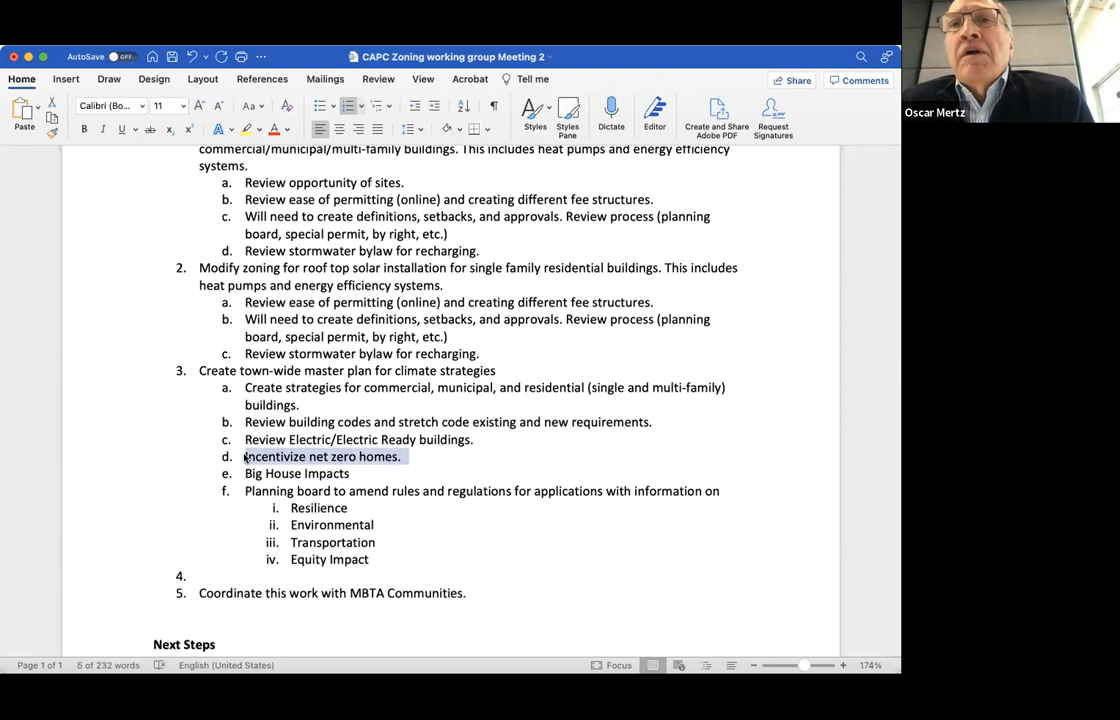 AutoSave OFF
CAPC Zoning working group Meeting 2
Home Insert Draw Design Layout References Mailings Review View Acrobat Tell me
Share Comments
Paste
Calibri (Bo... 11
Styles Styles Pane Dictate Editor Create and Share Adobe PDF Request Signatures
commercial/municipal/multi-family buildings. This includes heat pumps and energy efficiency
systems.
a. Review opportunity of sites.
b. Review ease of permitting (online) and creating different fee structures.
c. Will need to create definitions, setbacks, and approvals. Review process (planning
board, special permit, by right, etc.)
d. Review stormwater bylaw for recharging.
2. Modify zoning for roof top solar installation for single family residential buildings. This includes
heat pumps and energy efficiency systems.
a. Review ease of permitting (online) and creating different fee structures.
b. Will need to create definitions, setbacks, and approvals. Review process (planning
board, special permit, by right, etc.)
c. Review stormwater bylaw for recharging.
3. Create town-wide master plan for climate strategies
a. Create strategies for commercial, municipal, and residential (single and multi-family)
buildings.
b. Review building codes and stretch code existing and new requirements.
c. Review Electric/Electric Ready buildings.
d. Incentivize net zero homes.
e. Big House Impacts
f. Planning board to amend rules and regulations for applications with information on
i. Resilience
ii. Environmental
iii. Transportation
iv. Equity Impact
4.
5. Coordinate this work with MBTA Communities.
Next Steps
Page 1 of 1 5 of 232 words English (United States) Focus 174%
Oscar Mertz